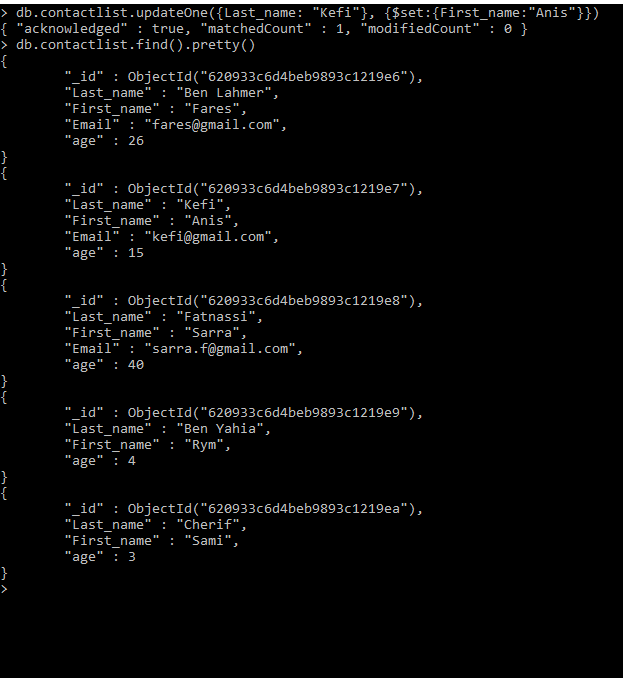 > db.contactlist.updateOne({Last_name: "Kefi"}, {$set:{First_name:"Anis"}})
{ "acknowledged" : true, "matchedCount" : 1, "modifiedCount" : 0 }
> db.contactlist.find().pretty()
{
        "_id" : ObjectId("620933c6d4beb9893c1219e6"),
        "Last_name" : "Ben Lahmer",
        "First_name" : "Fares",
        "Email" : "fares@gmail.com",
        "age" : 26
}
{
        "_id" : ObjectId("620933c6d4beb9893c1219e7"),
        "Last_name" : "Kefi",
        "First_name" : "Anis",
        "Email" : "kefi@gmail.com",
        "age" : 15
}
{
        "_id" : ObjectId("620933c6d4beb9893c1219e8"),
        "Last_name" : "Fatnassi",
        "First_name" : "Sarra",
        "Email" : "sarra.f@gmail.com",
        "age" : 40
}
{
        "_id" : ObjectId("620933c6d4beb9893c1219e9"),
        "Last_name" : "Ben Yahia",
        "First_name" : "Rym",
        "age" : 4
}
{
        "_id" : ObjectId("620933c6d4beb9893c1219ea"),
        "Last_name" : "Cherif",
        "First_name" : "Sami",
        "age" : 3
}
>